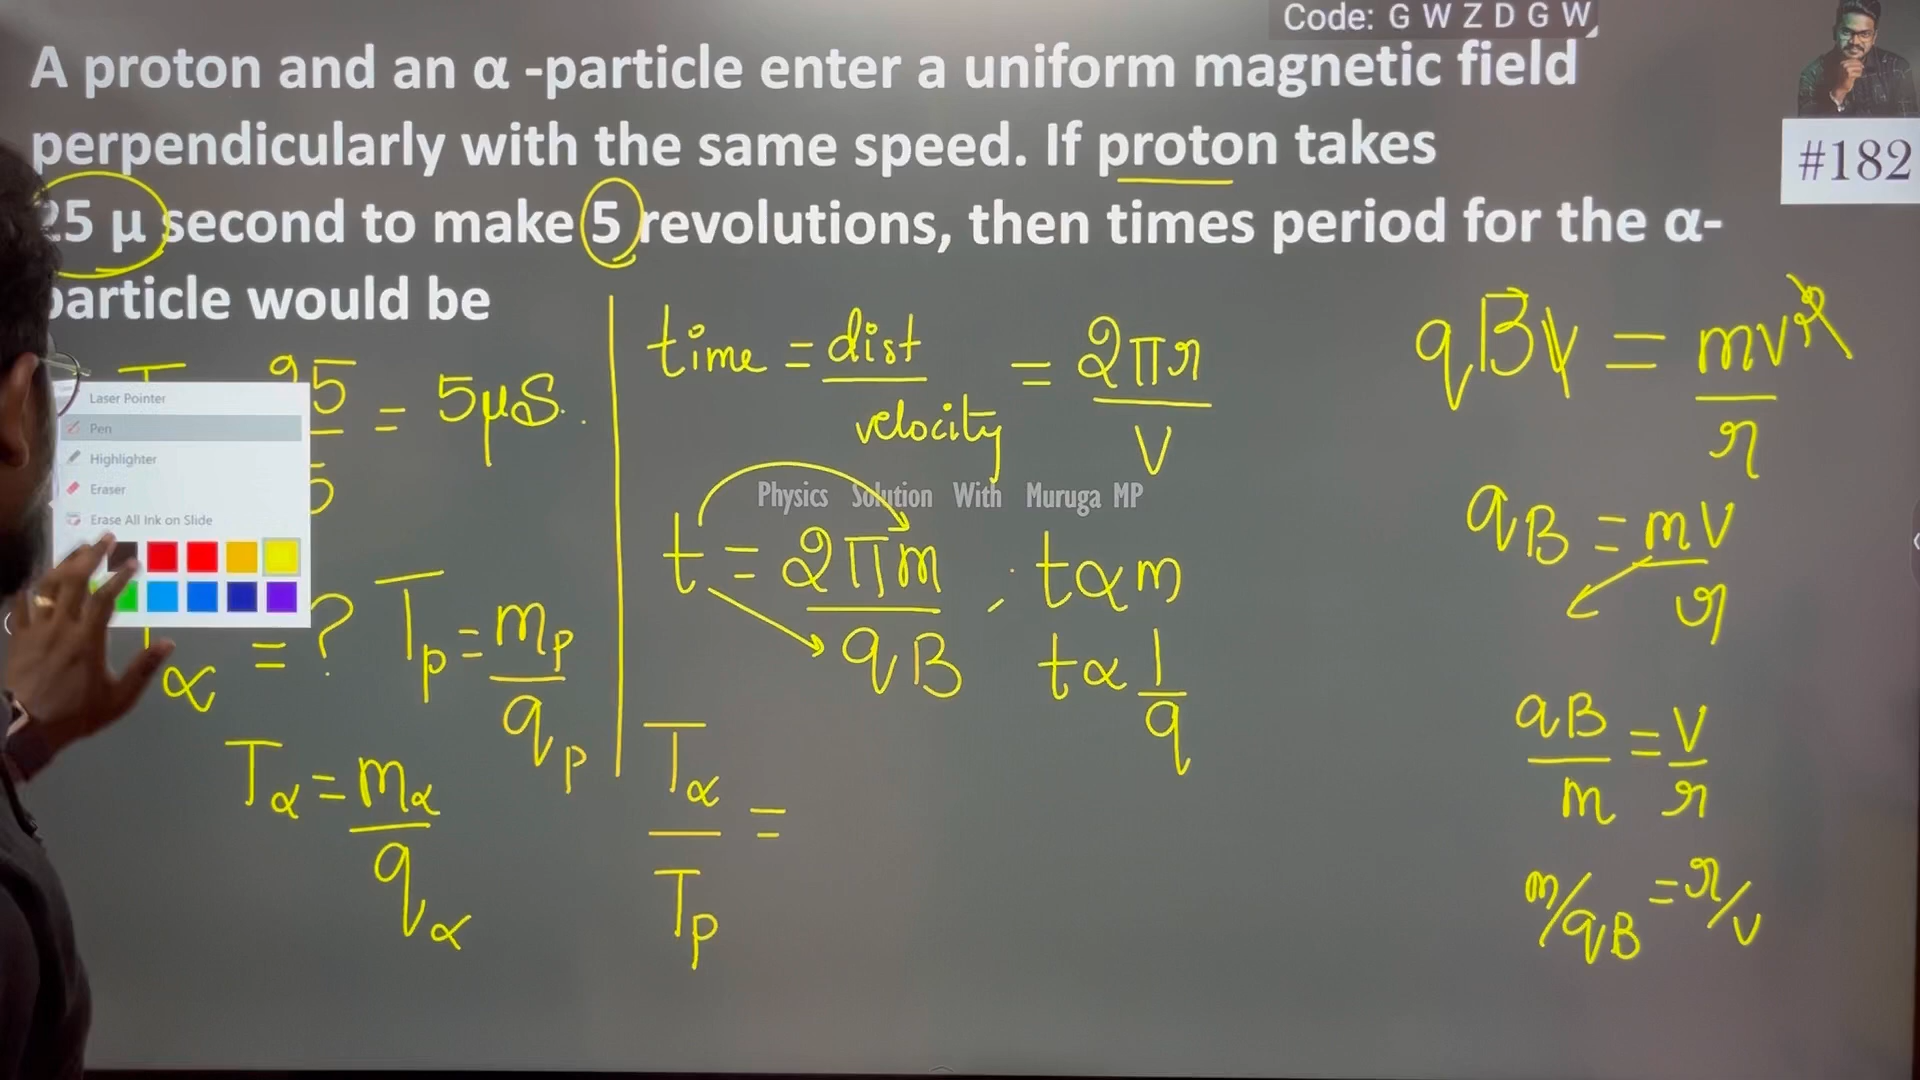 Code: G W Z D G W
A proton and an α -particle enter a uniform magnetic field
perpendicularly with the same speed. If proton takes
25 μ second to make 5 revolutions, then times period for the α-
particle would be
#182
25 = 5μs.
5
Laser Pointer
Pen
Highlighter
Eraser
Erase All Ink on Slide
α = ?
Tp = mp/qp
Tα = mα/qα
time = dist/velocity = 2πr/V
Physics Solution With Muruga MP
t = 2πm/qB
t α m
t α 1/q
Tα/Tp =
qBv = mv²/r
qB = mv/r
qB/m = v/r
m/qB = r/v